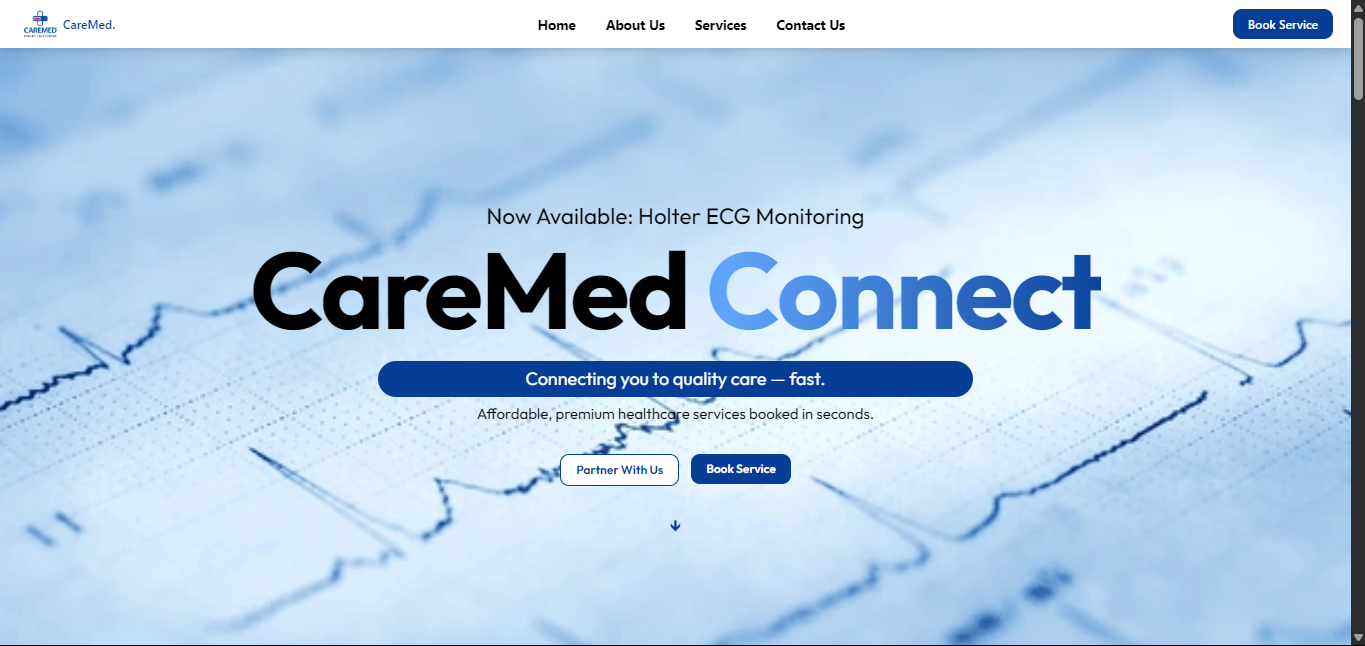 CAREMED
CareMed.
Home
About Us
Services
Contact Us
Book Service
Now Available: Holter ECG Monitoring
CareMed Connect
Connecting you to quality care — fast.
Affordable, premium healthcare services booked in seconds.
Partner With Us
Book Service